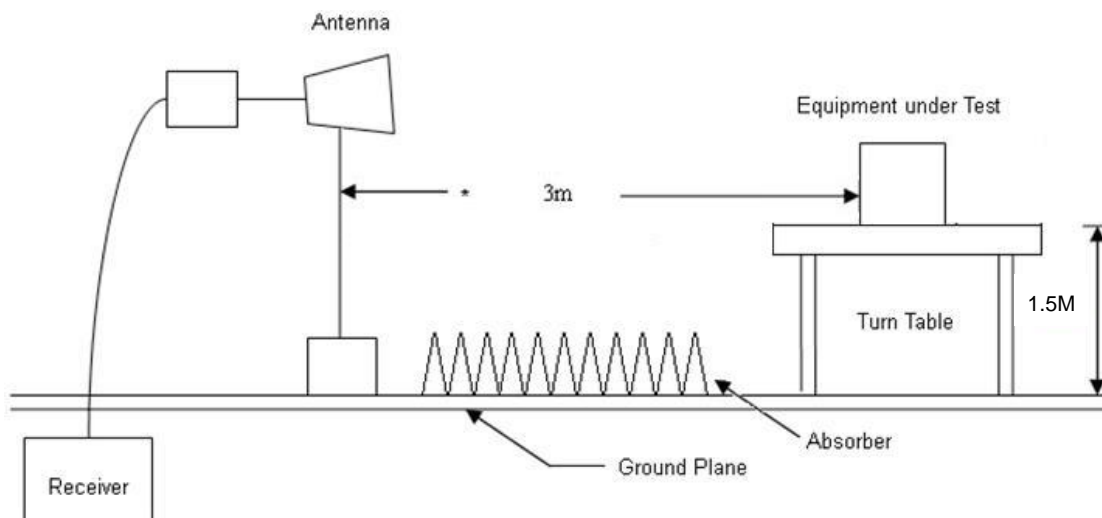 Antenna
Equipment under Test
* 3m
1.5M
Turn Table
Absorber
Ground Plane
Receiver